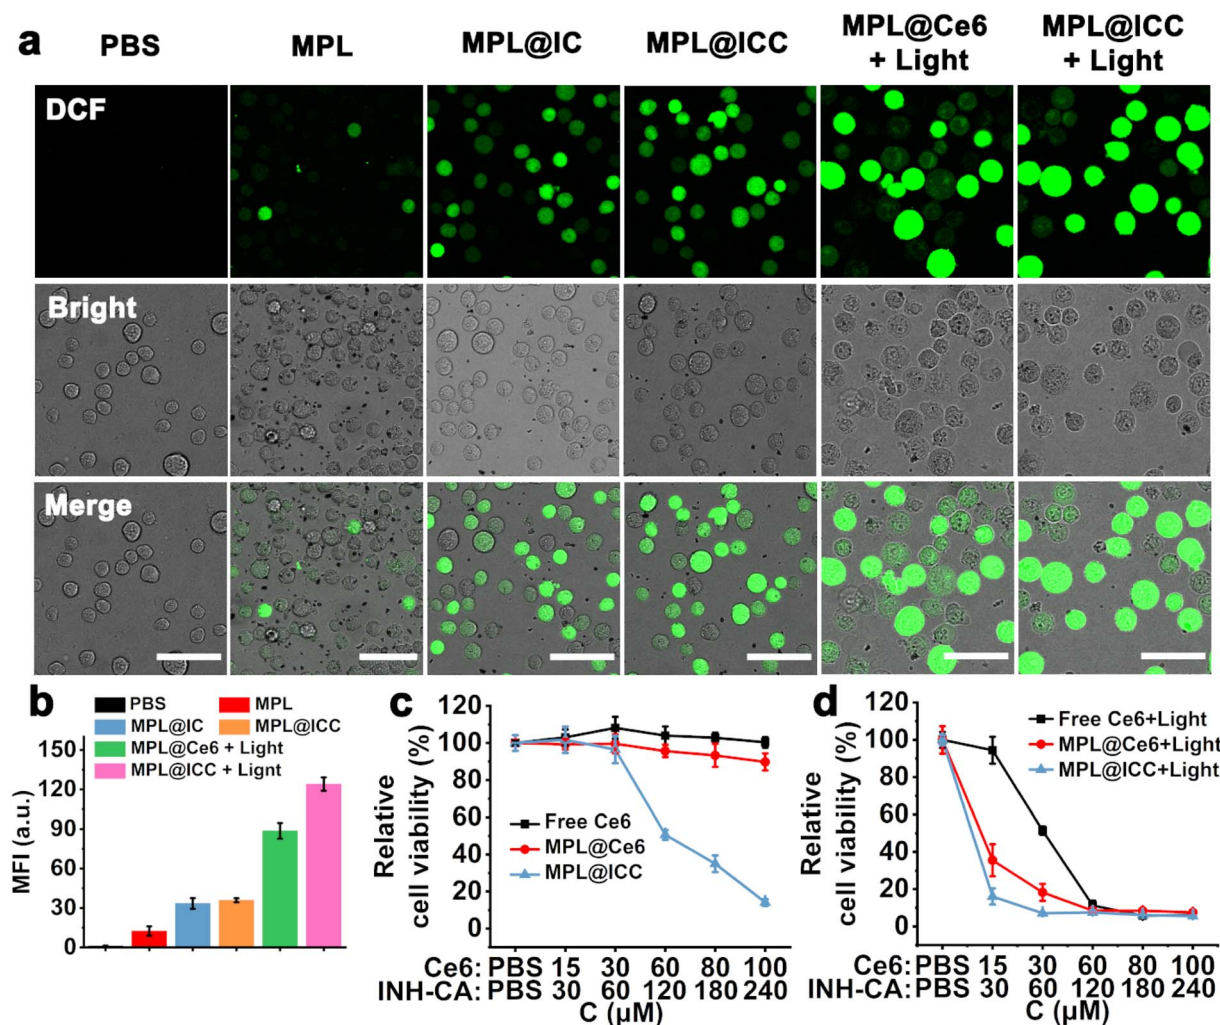 a
PBS
MPL
MPL@IC
MPL@ICC
MPL@Ce6
+ Light
MPL@ICC
+ Light
DCF
Bright
Merge
b
PBS
MPL
MPL@IC
MPL@ICC
MPL@Ce6 + Light
MPL@ICC + Lignt
MFI (a.u.)
150
120
90
60
30
0
c
Relative
cell viability (%)
120
100
80
60
40
20
0
Free Ce6
MPL@Ce6
MPL@ICC
Ce6: PBS 15 30 60 80 100
INH-CA: PBS 30 60 120 180 240
C (μM)
d
Relative
cell viability (%)
120
100
80
60
40
20
0
Free Ce6+Light
MPL@Ce6+Light
MPL@ICC+Light
Ce6: PBS 15 30 60 80 100
INH-CA: PBS 30 60 120 180 240
C (μM)